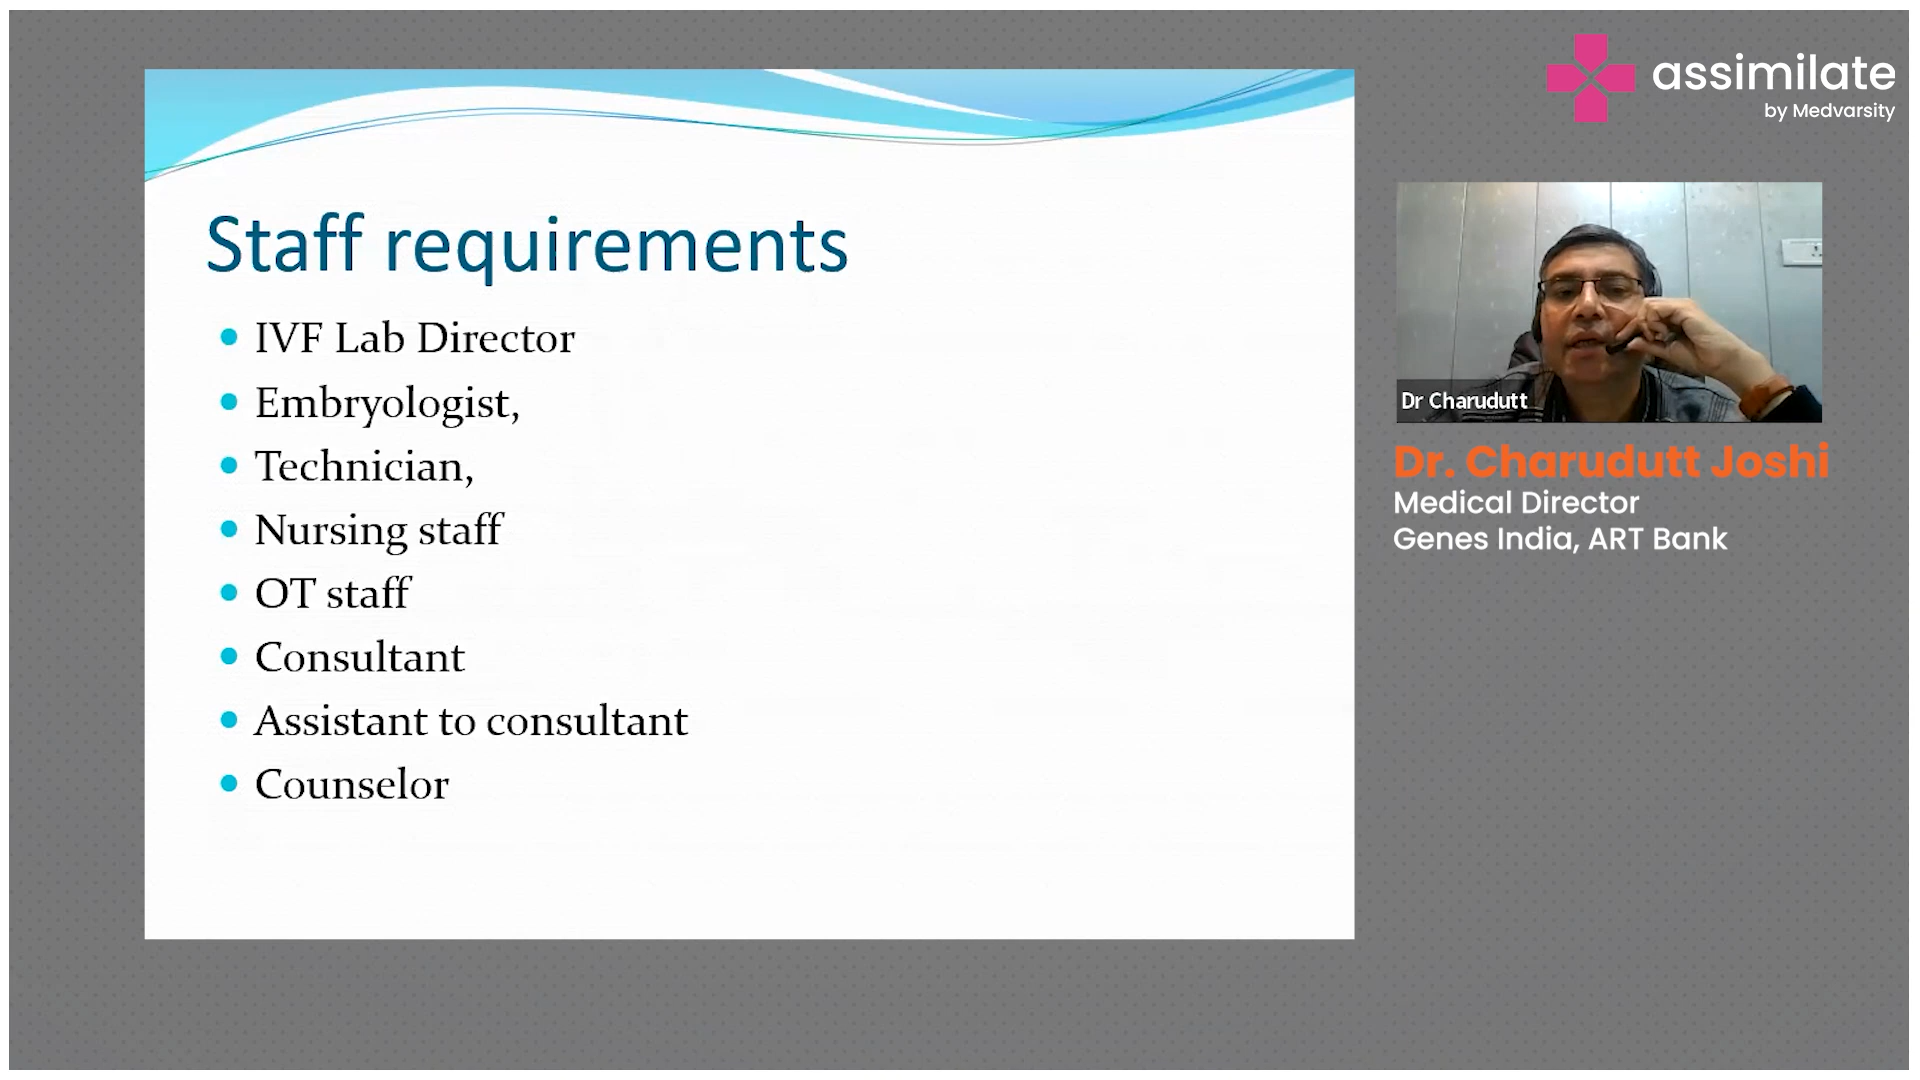 assimilate
by Medvarsity
Staff requirements
IVF Lab Director
Embryologist,
Technician,
Nursing staff
OT staff
Consultant
Assistant to consultant
Counselor
Dr Charudutt
Dr. Charudutt Joshi
Medical Director
Genes India, ART Bank